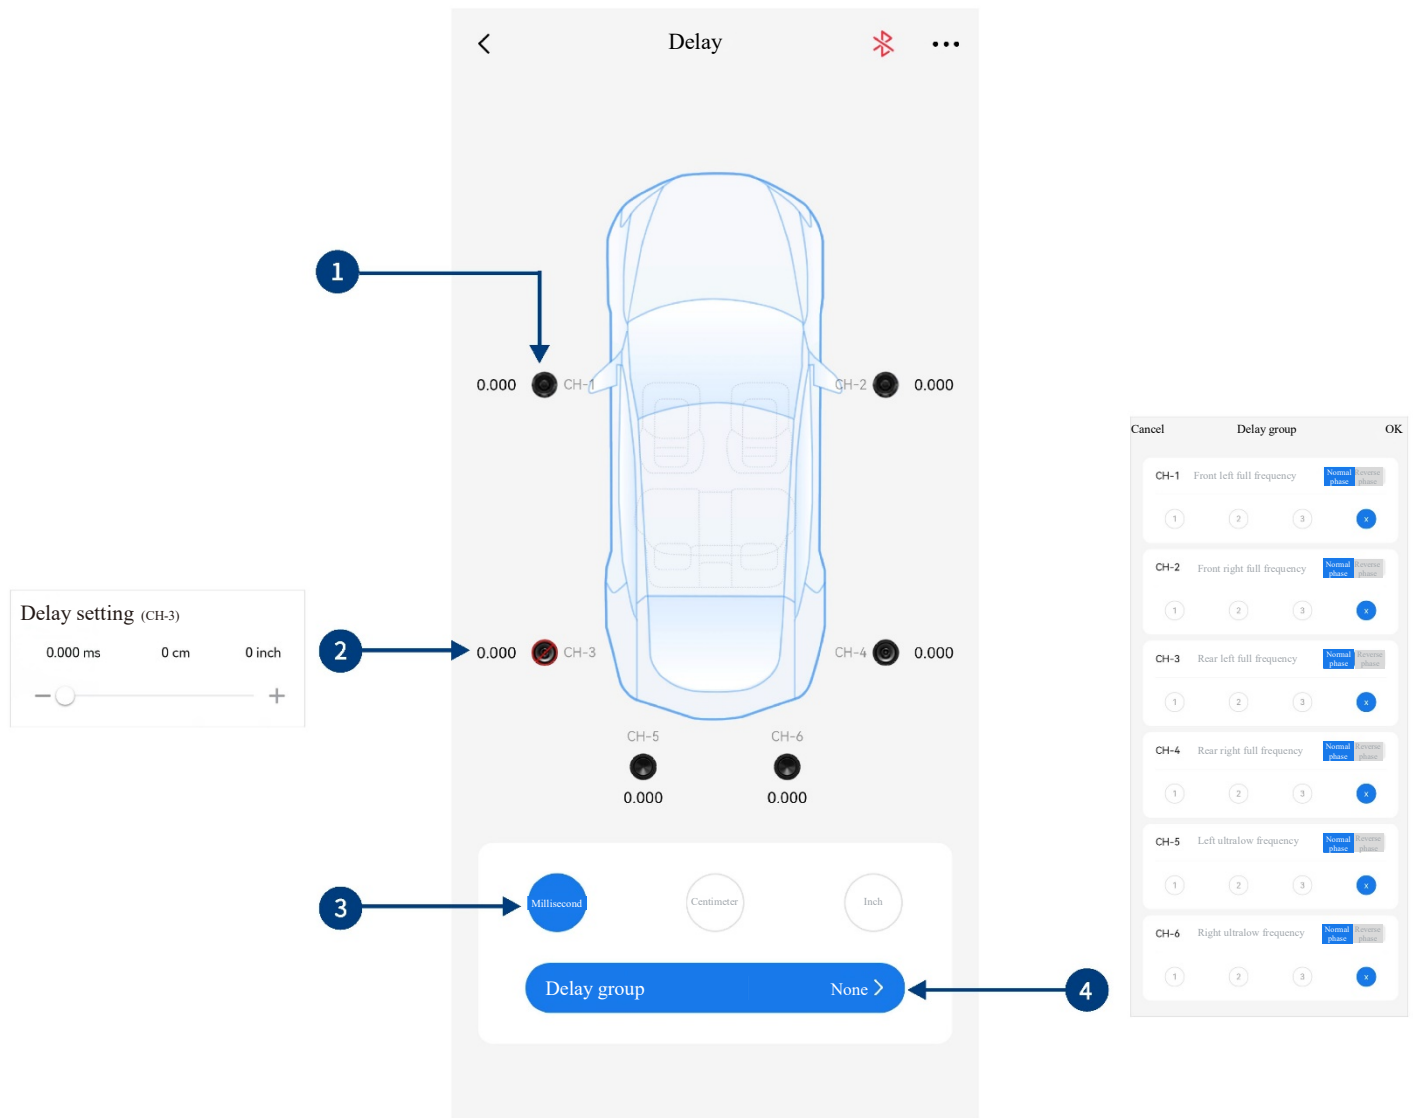 Delay
1
0.000
CH-1
CH-2
0.000
Delay setting (CH-3)
0.000 ms
0 cm
0 inch
2
0.000
CH-3
CH-4
0.000
CH-5
CH-6
0.000
0.000
3
Millisecond
Centimeter
Inch
Delay group
None
4
Cancel
Delay group
OK
CH-1
Front left full frequency
Normal phase
Reverse phase
1
2
3
x
CH-2
Front right full frequency
Normal phase
Reverse phase
1
2
3
x
CH-3
Rear left full frequency
Normal phase
Reverse phase
1
2
3
x
CH-4
Rear right full frequency
Normal phase
Reverse phase
1
2
3
x
CH-5
Left ultralow frequency
Normal phase
Reverse phase
1
2
3
x
CH-6
Right ultralow frequency
Normal phase
Reverse phase
1
2
3
x